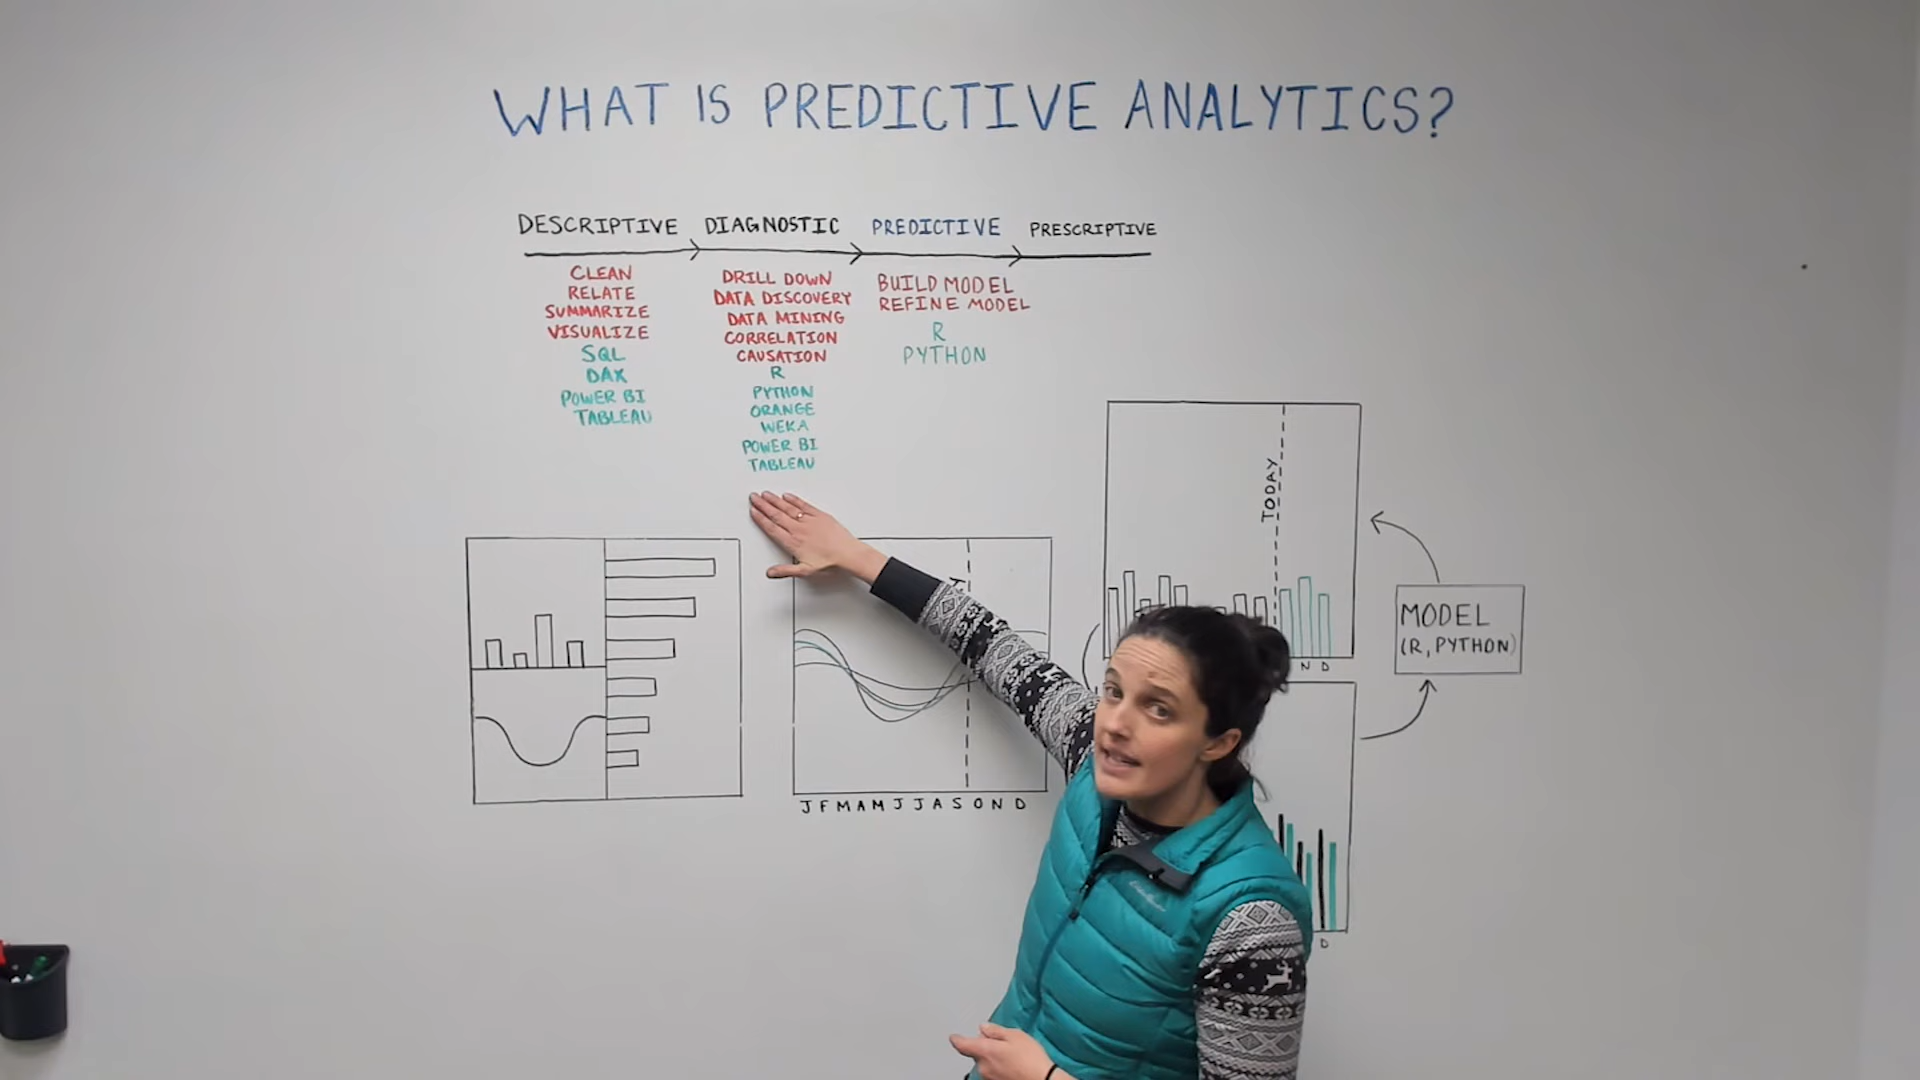 WHAT IS PREDICTIVE ANALYTICS?
DESCRIPTIVE
CLEAN
RELATE
SUMMARIZE
VISUALIZE
SQL
DAX
POWER BI
TABLEAU
DIAGNOSTIC
DRILL DOWN
DATA DISCOVERY
DATA MINING
CORRELATION
CAUSATION
R
PYTHON
ORANGE
WEKA
POWER BI
TABLEAU
PREDICTIVE
BUILD MODEL
REFINE MODEL
R
PYTHON
PRESCRIPTIVE
J F M A M J J A S O N D
TODAY
N D
MODEL
(R, PYTHON)
D